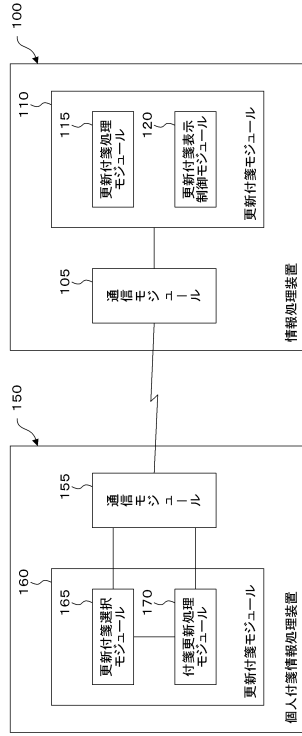 150
160
165
更新付箋選択
モジュール
170
付箋更新処理
モジュール
更新付箋モジュール
155
通信
モジュール
個人付箋情報処理装置
100
105
通信
モジュール
110
115
更新付箋処理
モジュール
120
更新付箋表示
制御モジュール
更新付箋モジュール
情報処理装置